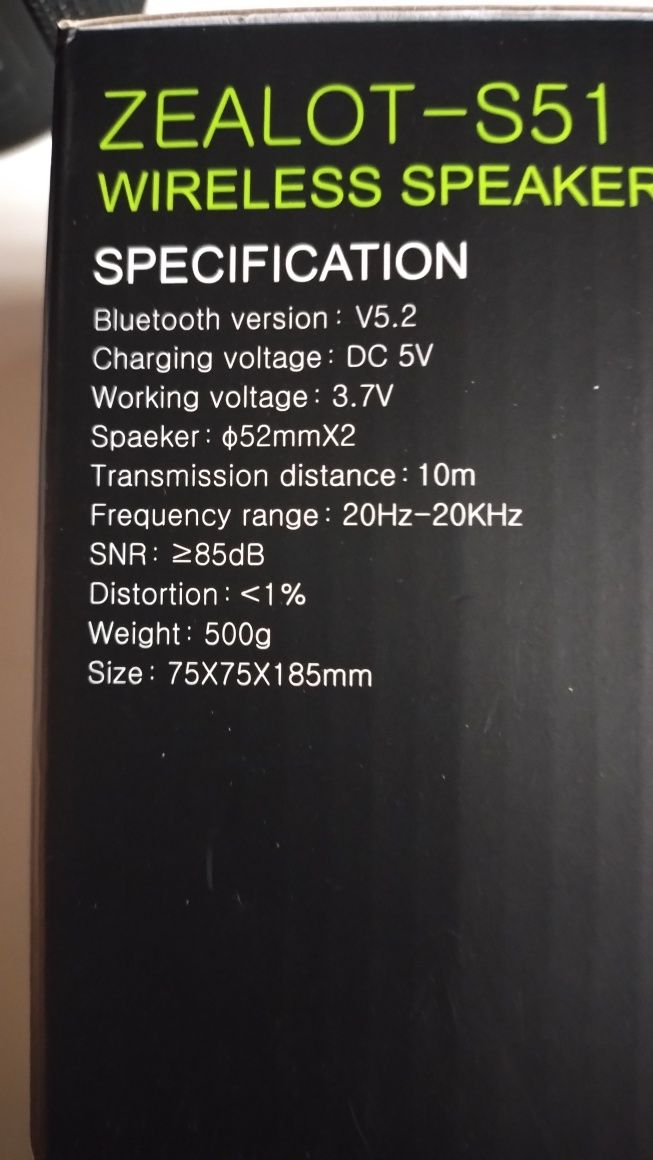 ZEALOT-S51
WIRELESS SPEAKER
SPECIFICATION
Bluetooth version: V5.2
Charging voltage: DC 5V
Working voltage: 3.7V
Spaeker: ϕ52mmX2
Transmission distance: 10m
Frequency range: 20Hz-20KHz
SNR: ≥85dB
Distortion: <1%
Weight: 500g
Size: 75X75X185mm